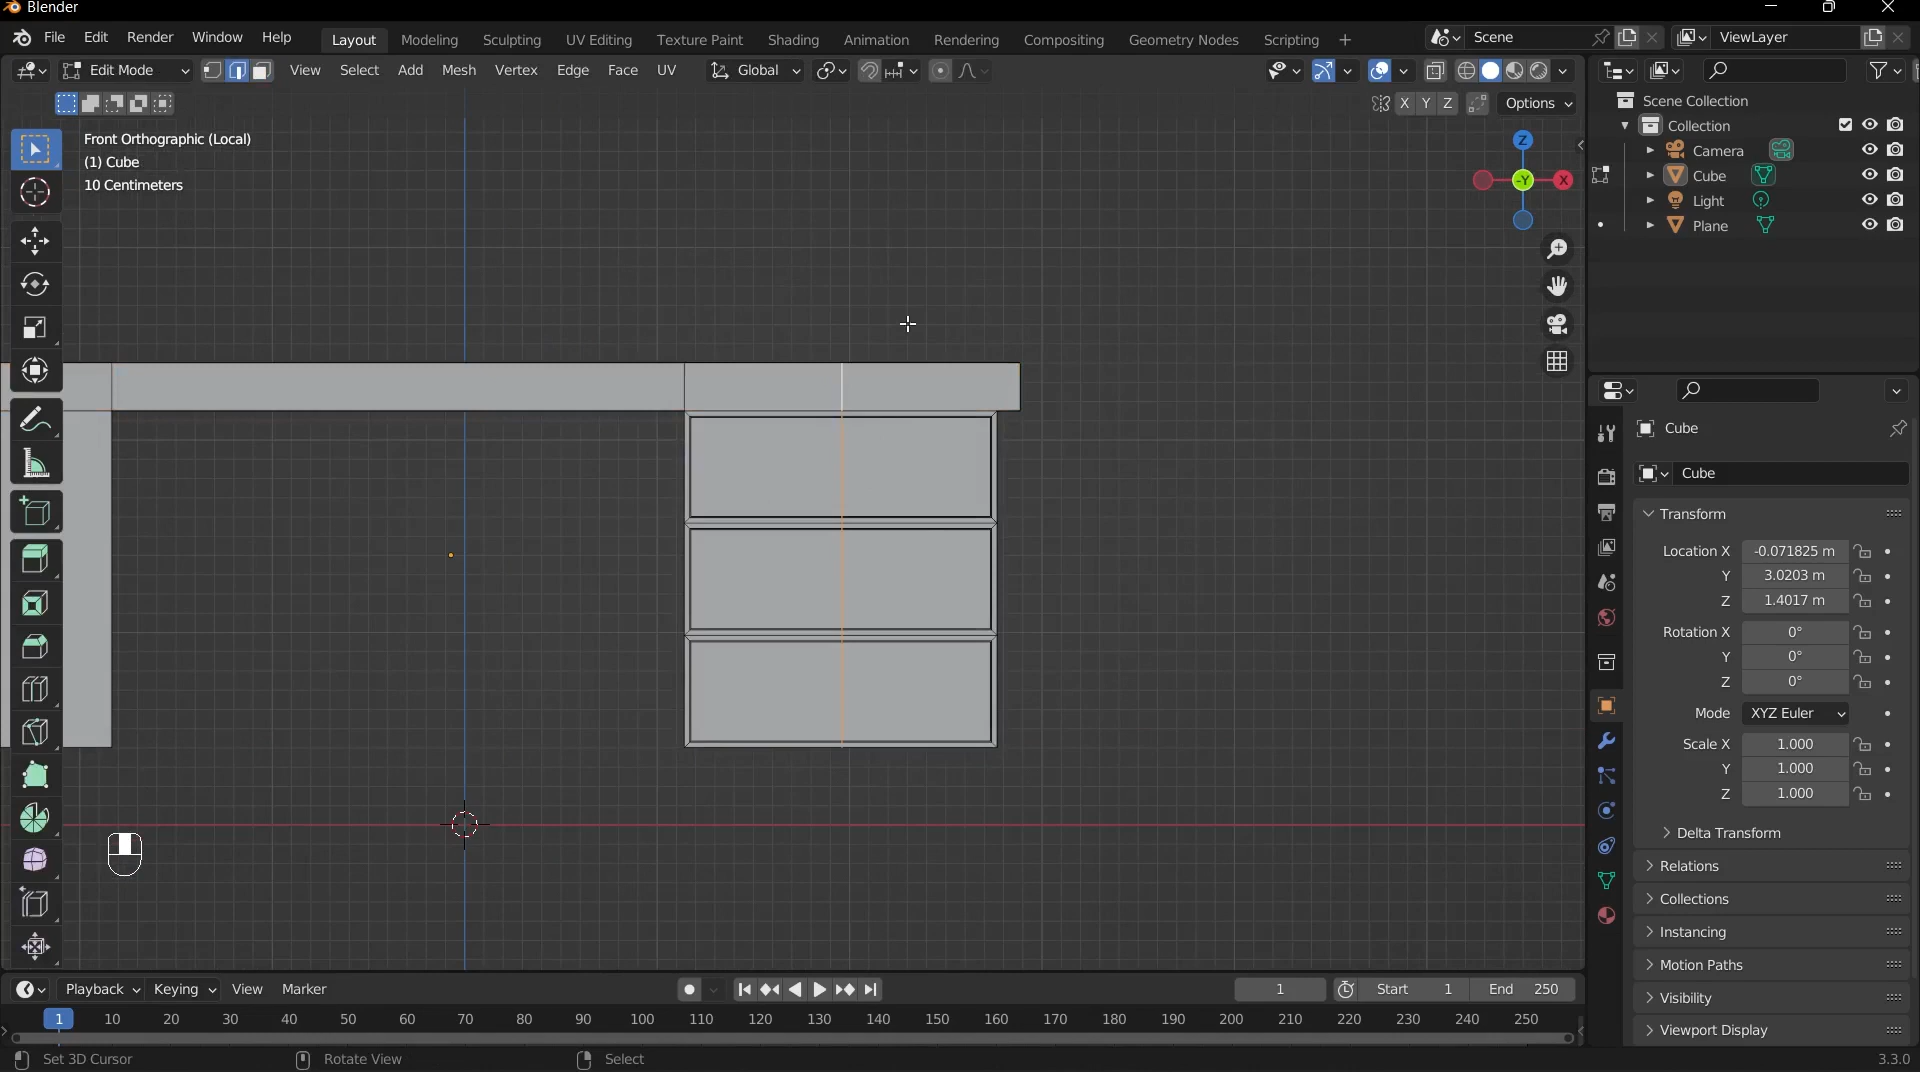 Blender
File Edit Render Window Help Layout Modeling Sculpting UV Editing Texture Paint Shading Animation Rendering Compositing Geometry Nodes Scripting + Scene ViewLayer
Edit Mode View Select Add Mesh Vertex Edge Face UV Global
X Y Z Options
Front Orthographic (Local)
(1) Cube
10 Centimeters
Z
-Y X
Scene Collection
Collection
Camera
Cube
Light
Plane
Cube
Cube
Transform
Location X -0.071825 m
Y 3.0203 m
Z 1.4017 m
Rotation X 0°
Y 0°
Z 0°
Mode XYZ Euler
Scale X 1.000
Y 1.000
Z 1.000
Delta Transform
Relations
Collections
Instancing
Motion Paths
Visibility
Viewport Display
Playback Keying View Marker 1 Start 1 End 250
1 10 20 30 40 50 60 70 80 90 100 110 120 130 140 150 160 170 180 190 200 210 220 230 240 250
Set 3D Cursor Rotate View Select 3.3.0